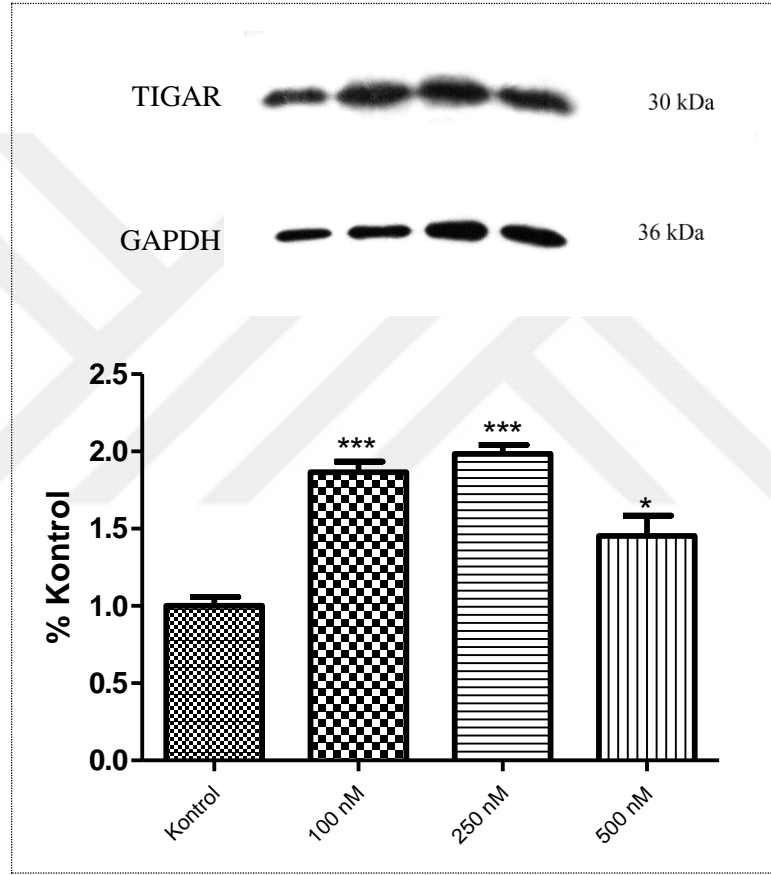 TIGAR 30 kDa
GAPDH 36 kDa
% Kontrol
2.5
2.0
1.5
1.0
0.5
0.0
***
***
*
Kontrol
100 nM
250 nM
500 nM